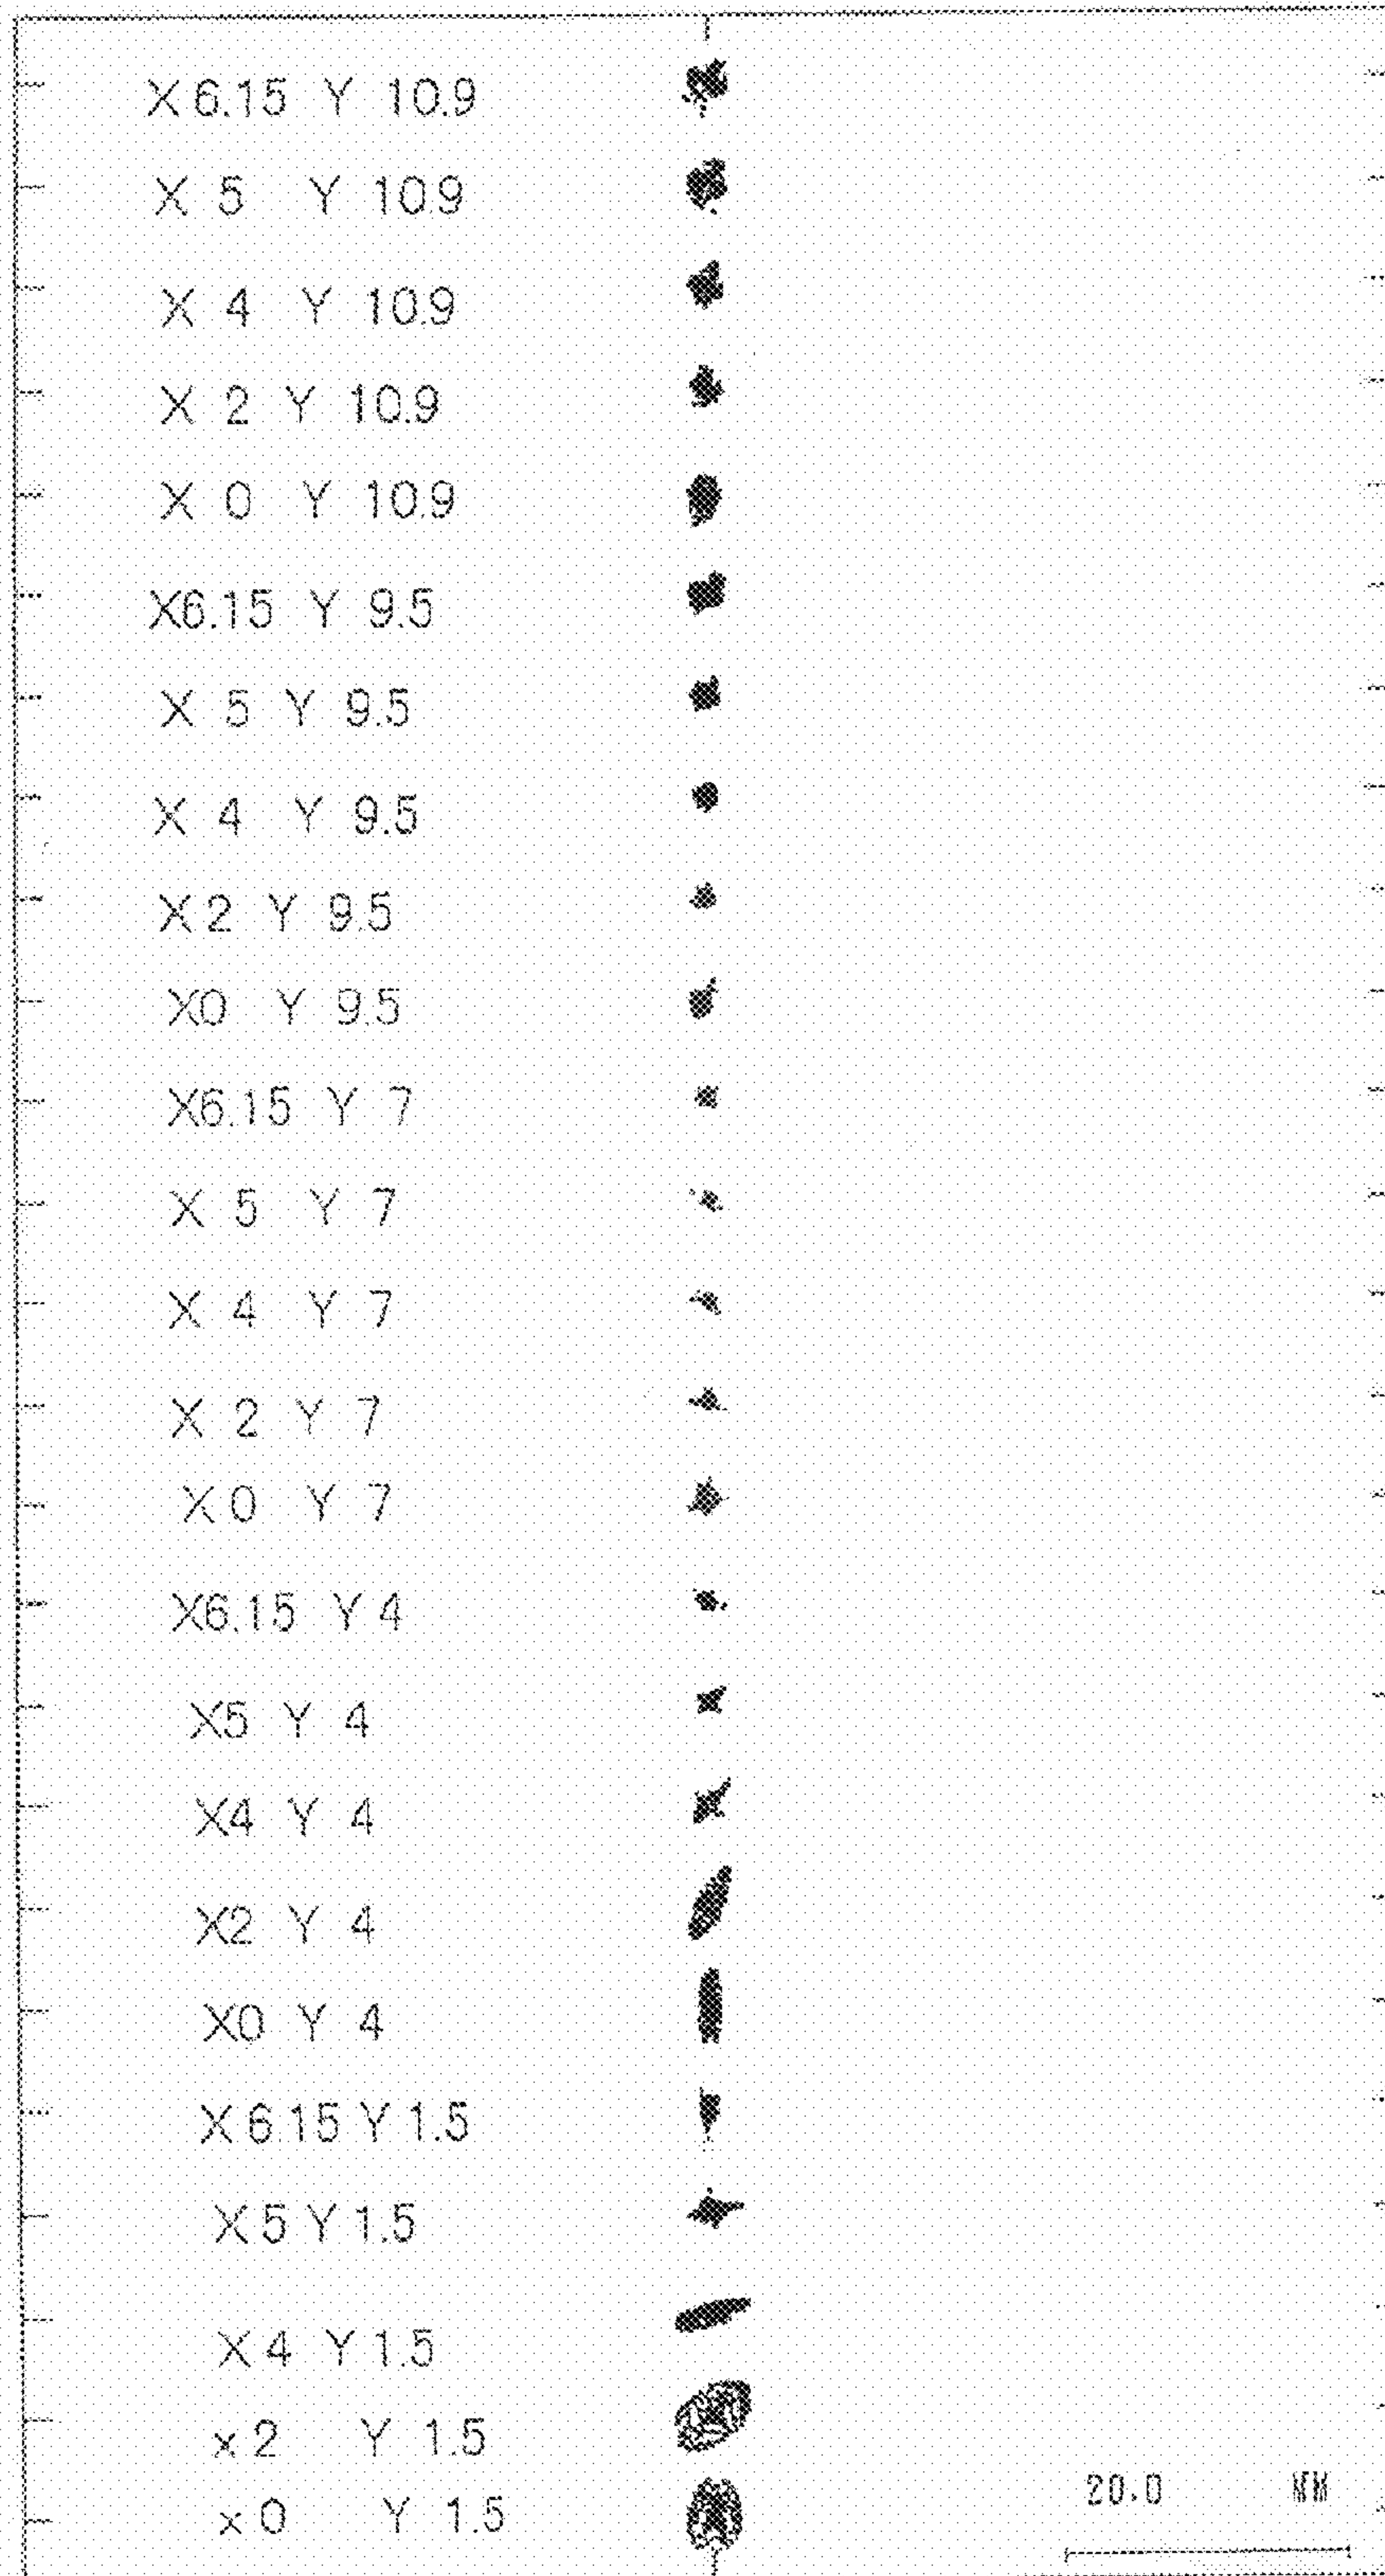 X 6.15 Y 10.9
X 5 Y 10.9
X 4 Y 10.9
X 2 Y 10.9
X 0 Y 10.9
X6.15 Y 9.5
X 5 Y 9.5
X 4 Y 9.5
X 2 Y 9.5
X0 Y 9.5
X6.15 Y 7
X 5 Y 7
X 4 Y 7
X 2 Y 7
X 0 Y 7
X6.15 Y 4
X5 Y 4
X4 Y 4
X2 Y 4
X0 Y 4
X 6.15 Y 1.5
X 5 Y 1.5
X 4 Y 1.5
x 2 Y 1.5
x 0 Y 1.5
20.0 MM